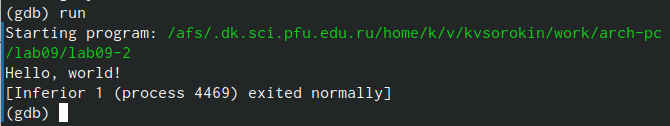 (gdb) run
Starting program: /afs/.dk.sci.pfu.edu.ru/home/k/v/kvsorokin/work/arch-pc
/lab09/lab09-2
Hello, world!
[Inferior 1 (process 4469) exited normally]
(gdb)